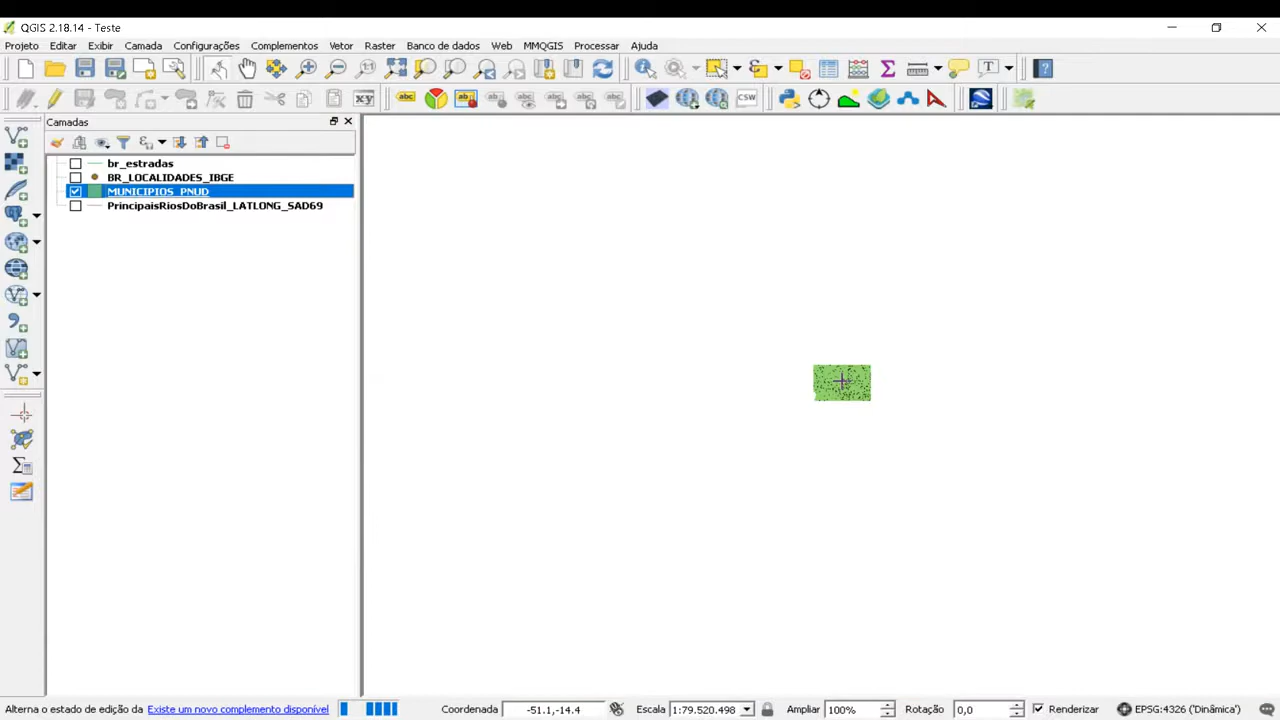 QGIS 2.18.14 - Teste
Projeto Editar Exibir Camada Configurações Complementos Vetor Raster Banco de dados Web MMQGIS Processar Ajuda
abc csw
Camadas
br_estradas
BR_LOCALIDADES_IBGE
MUNICIPIOS_PNUD
PrincipaisRiosDoBrasil_LATLONG_SAD69
Alterna o estado de edição da Existe um novo complemento disponível Coordenada -51.1,-14.4 Escala 1:79.520.498 Ampliar 100% Rotação 0,0 Renderizar EPSG:4326 ('Dinâmica')